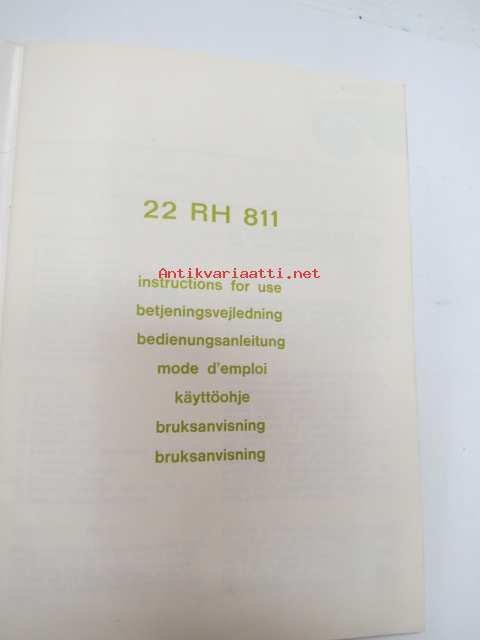 22 RH 811
Antikvariaatti.net
instructions for use
betjeningsvejledning
bedienungsanleitung
mode d'emploi
käyttöohje
bruksanvisning
bruksanvisning